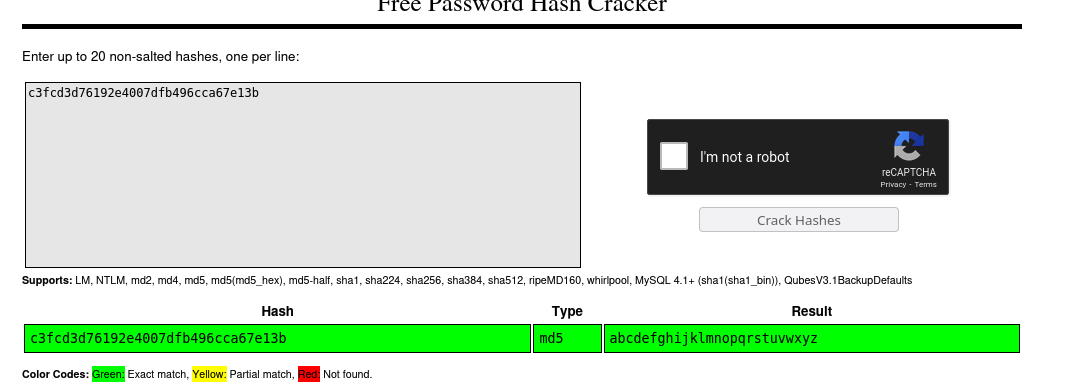 Free Password Hash Cracker
Enter up to 20 non-salted hashes, one per line:
c3fcd3d76192e4007dfb496cca67e13b
I'm not a robot
reCAPTCHA
Privacy - Terms
Crack Hashes
Supports: LM, NTLM, md2, md4, md5, md5(md5_hex), md5-half, sha1, sha224, sha256, sha384, sha512, ripeMD160, whirlpool, MySQL 4.1+ (sha1(sha1_bin)), QubesV3.1BackupDefaults
Hash Type Result
c3fcd3d76192e4007dfb496cca67e13b md5 abcdefghijklmnopqrstuvwxyz
Color Codes: Green: Exact match, Yellow: Partial match, Red: Not found.